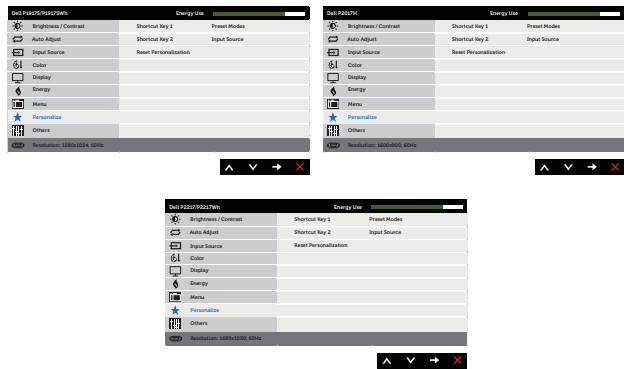 Dell P1917S/P1917SWh Energy Use
Brightness / Contrast Shortcut Key 1 Preset Modes
Auto Adjust Shortcut Key 2 Input Source
Input Source Reset Personalization
Color
Display
Energy
Menu
Personalize
Others
Resolution: 1280x1024, 60Hz
Dell P2017H Energy Use
Brightness / Contrast Shortcut Key 1 Preset Modes
Auto Adjust Shortcut Key 2 Input Source
Input Source Reset Personalization
Color
Display
Energy
Menu
Personalize
Others
Resolution: 1600x900, 60Hz
Dell P2217/P2217Wh Energy Use
Brightness / Contrast Shortcut Key 1 Preset Modes
Auto Adjust Shortcut Key 2 Input Source
Input Source Reset Personalization
Color
Display
Energy
Menu
Personalize
Others
Resolution: 1680x1050, 60Hz